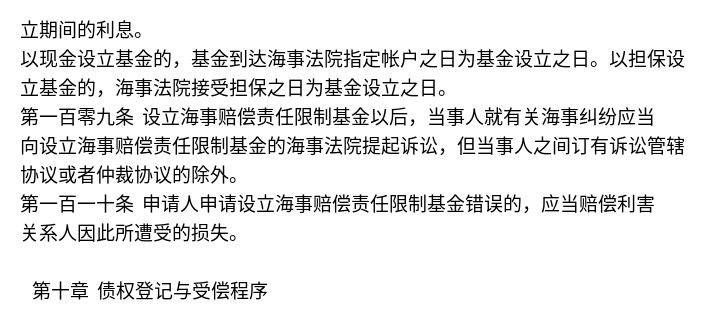 立期间的利息。
以现金设立基金的，基金到达海事法院指定帐户之日为基金设立之日。以担保设
立基金的，海事法院接受担保之日为基金设立之日。
第一百零九条 设立海事赔偿责任限制基金以后，当事人就有关海事纠纷应当
向设立海事赔偿责任限制基金的海事法院提起诉讼，但当事人之间订有诉讼管辖
协议或者仲裁协议的除外。
第一百一十条 申请人申请设立海事赔偿责任限制基金错误的，应当赔偿利害
关系人因此所遭受的损失。
第十章 债权登记与受偿程序